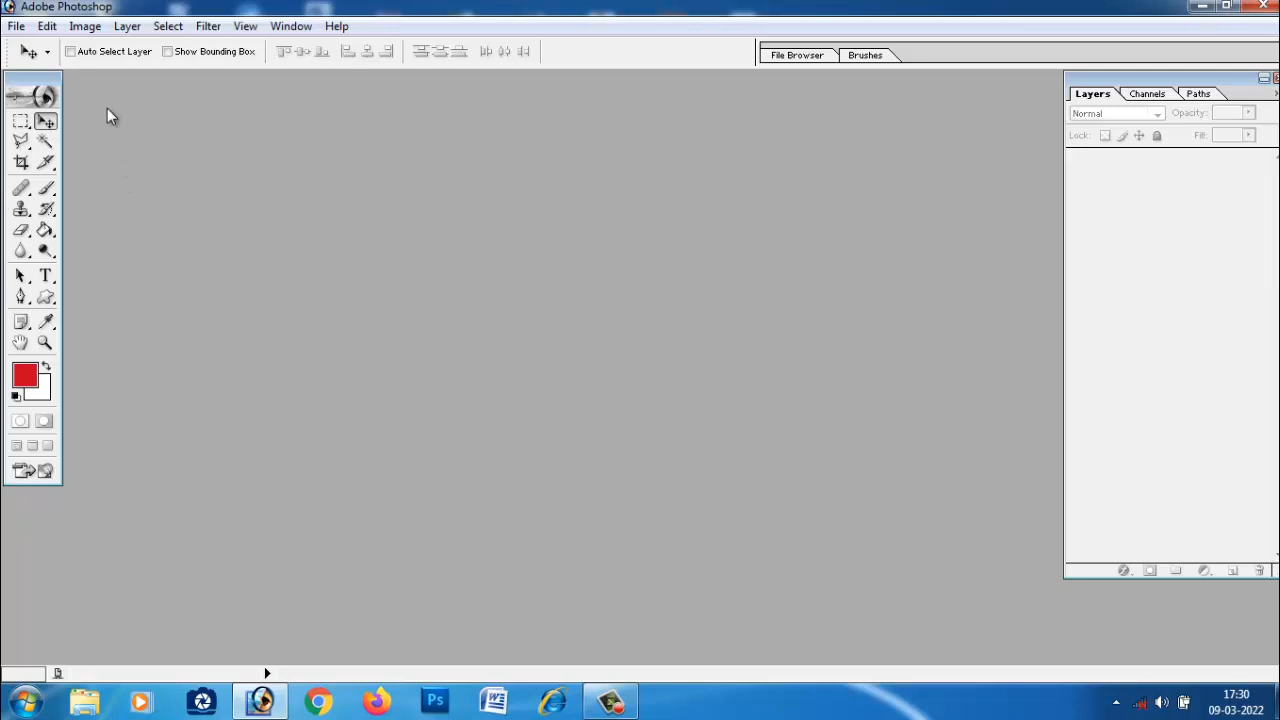 Adobe Photoshop
File Edit Image Layer Select Filter View Window Help
Auto Select Layer Show Bounding Box File Browser Brushes
Layers Channels Paths
Normal Opacity:
Lock: Fill:
T
Ps
W
17:30
09-03-2022